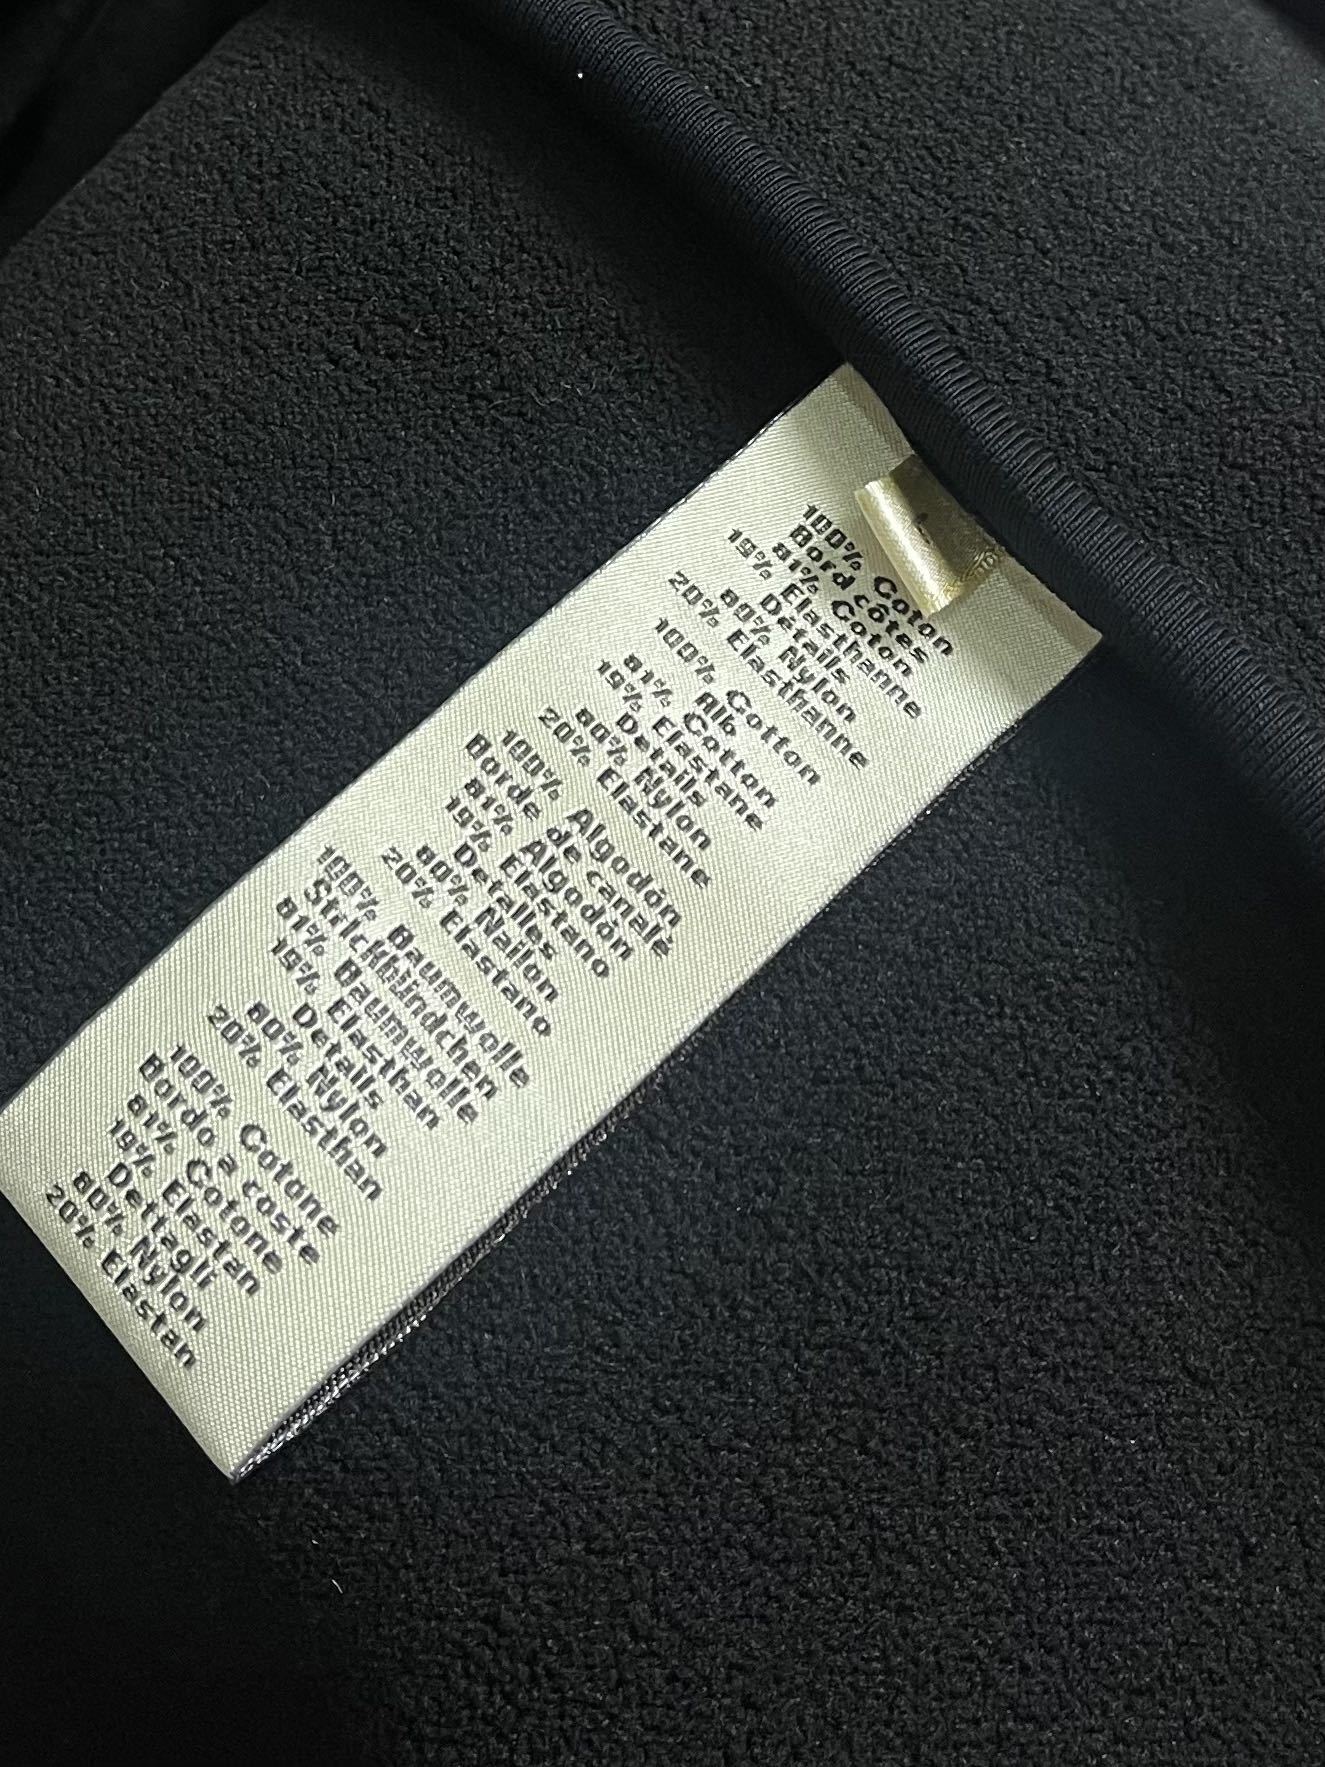 100% Coton
Bord côtes
81% Coton
19% Elasthanne
Détails
80% Nylon
20% Elasthanne
100% Cotton
Rib
81% Cotton
19% Elastane
Details
80% Nylon
20% Elastane
100% Algodón
Borde de canalé
81% Algodón
19% Elastano
Detalles
80% Nailon
20% Elastano
100% Baumwolle
Strickbündchen
81% Baumwolle
19% Elasthan
Details
80% Nylon
20% Elasthan
100% Cotone
Bordo a coste
81% Cotone
19% Elastan
Dettagli
80% Nylon
20% Elastan